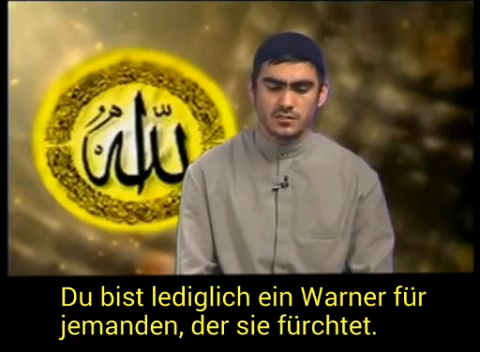 الله
Du bist lediglich ein Warner für
jemanden, der sie fürchtet.